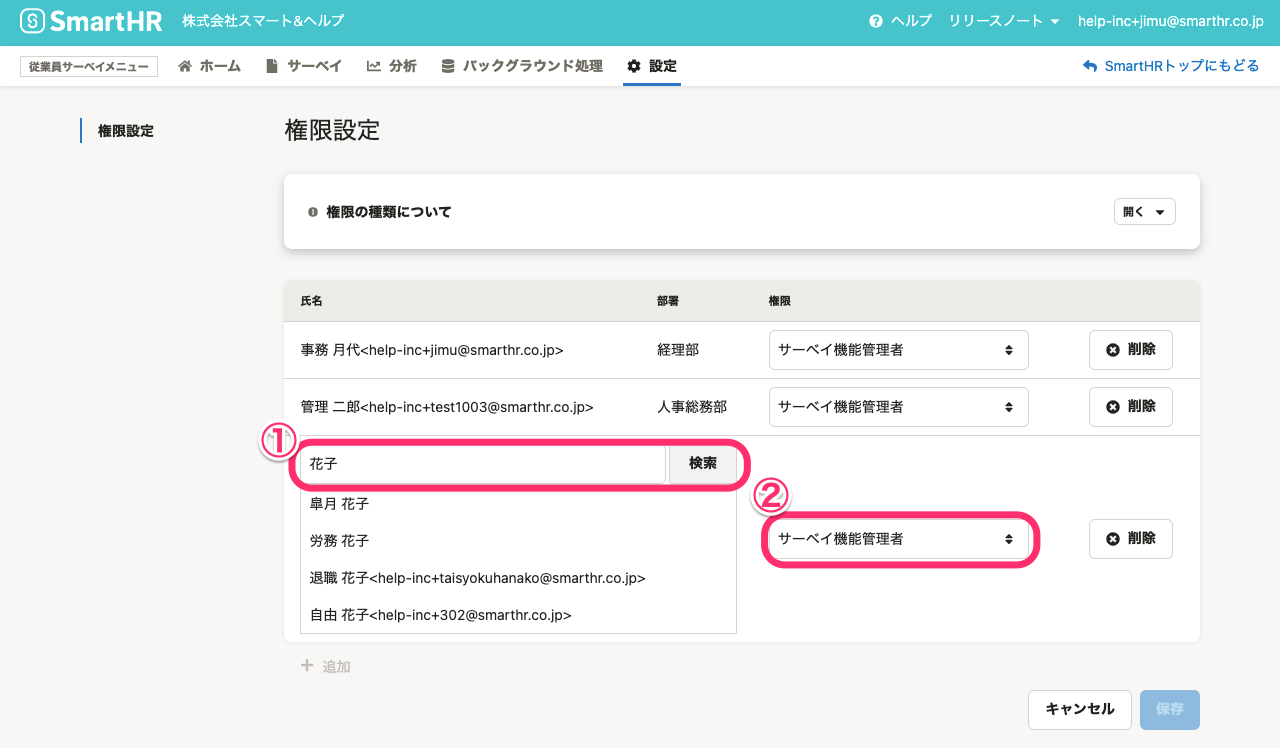 SmartHR 株式会社スマート&ヘルプ ヘルプ リリースノート help-inc+jimu@smarthr.co.jp
従業員サーベイメニュー ホーム サーベイ 分析 バックグラウンド処理 設定 SmartHRトップにもどる
権限設定
権限設定
権限の種類について 開く
氏名 部署 権限
事務 月代<help-inc+jimu@smarthr.co.jp> 経理部 サーベイ機能管理者 削除
管理 二郎<help-inc+test1003@smarthr.co.jp> 人事総務部 サーベイ機能管理者 削除
①
花子 検索
皐月 花子
②
労務 花子
サーベイ機能管理者 削除
退職 花子<help-inc+taisyokuhanako@smarthr.co.jp>
自由 花子<help-inc+302@smarthr.co.jp>
追加
キャンセル 保存